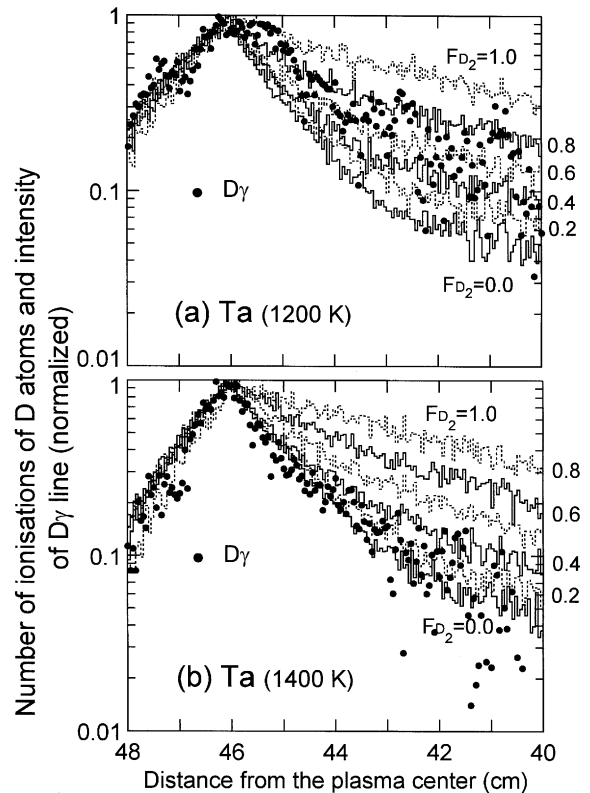 Number of ionisations of D atoms and intensity
of Dγ line (normalized)
1
0.1
0.01
FD₂=1.0
0.8
0.6
0.4
0.2
FD₂=0.0
Dγ
(a) Ta (1200 K)
1
0.1
0.01
FD₂=1.0
0.8
0.6
0.4
0.2
FD₂=0.0
Dγ
(b) Ta (1400 K)
48 46 44 42 40
Distance from the plasma center (cm)